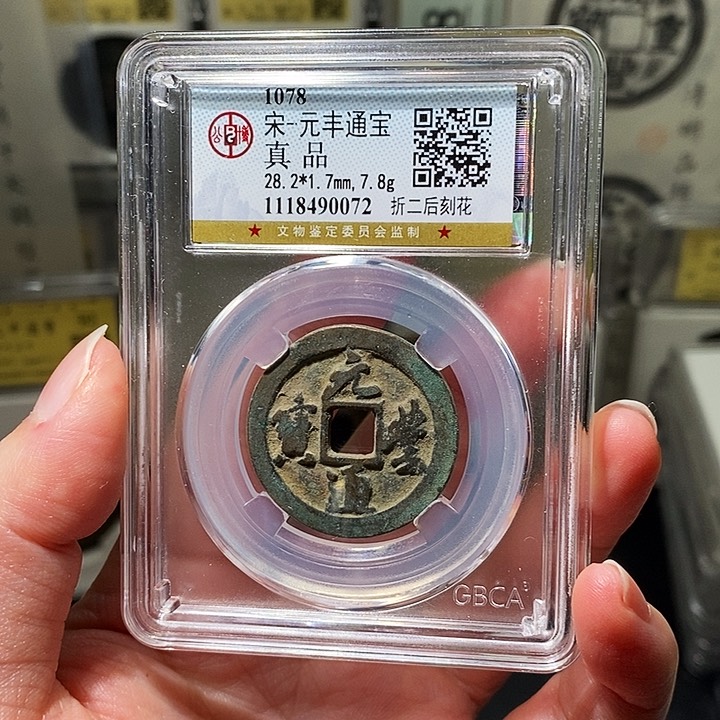 1078
宋-元丰通宝
真 品
28.2*1.7mm,7.8g
1118490072 折二后刻花
★ 文物鉴定委员会监制 ★
元豐通寶
GBCA